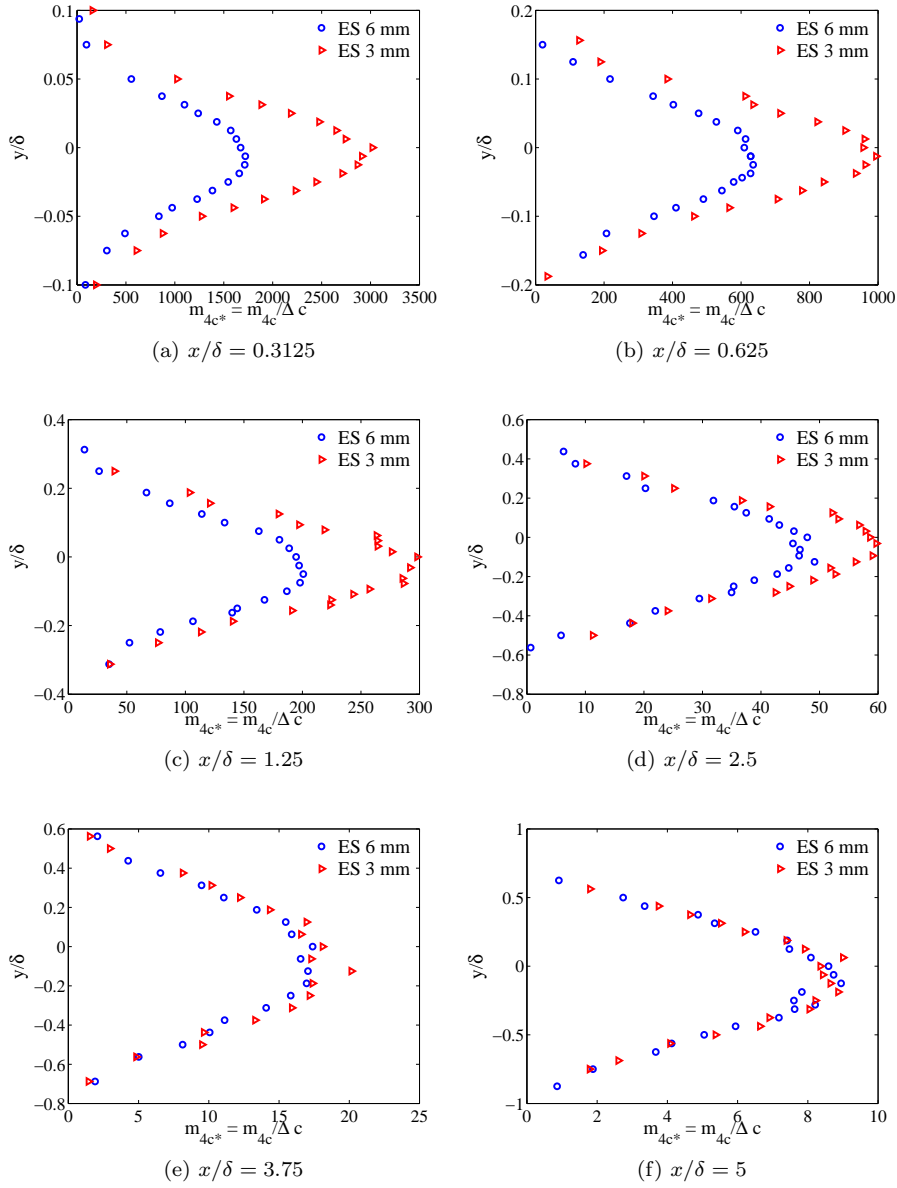 0.1
0.05
0
−0.05
−0.1
y/δ
ES 6 mm
ES 3 mm
500 1000 1500 2000 2500 3000 3500
m4c* = m4c/Δ c
(a) x/δ = 0.3125
0.2
0.1
0
−0.1
0.2
y/δ
ES 6 mm
ES 3 mm
0 200 400 600 800 1000
m4c* = m4c/Δ c
(b) x/δ = 0.625
0.4
0.2
0
−0.2
−0.4
y/δ
ES 6 mm
ES 3 mm
0 50 100 150 200 250 300
m4c* = m4c/Δ c
(c) x/δ = 1.25
0.6
0.4
0.2
0
−0.2
−0.4
−0.6
−0.8
y/δ
ES 6 mm
ES 3 mm
0 10 20 30 40 50 60
m4c* = m4c/Δ c
(d) x/δ = 2.5
0.6
0.4
0.2
0
−0.2
−0.4
−0.6
−0.8
y/δ
ES 6 mm
ES 3 mm
0 5 10 15 20 25
m4c* = m4c/Δ c
(e) x/δ = 3.75
1
0.5
0
−0.5
−1
y/δ
ES 6 mm
ES 3 mm
0 2 4 6 8 10
m4c* = m4c/Δ c
(f) x/δ = 5